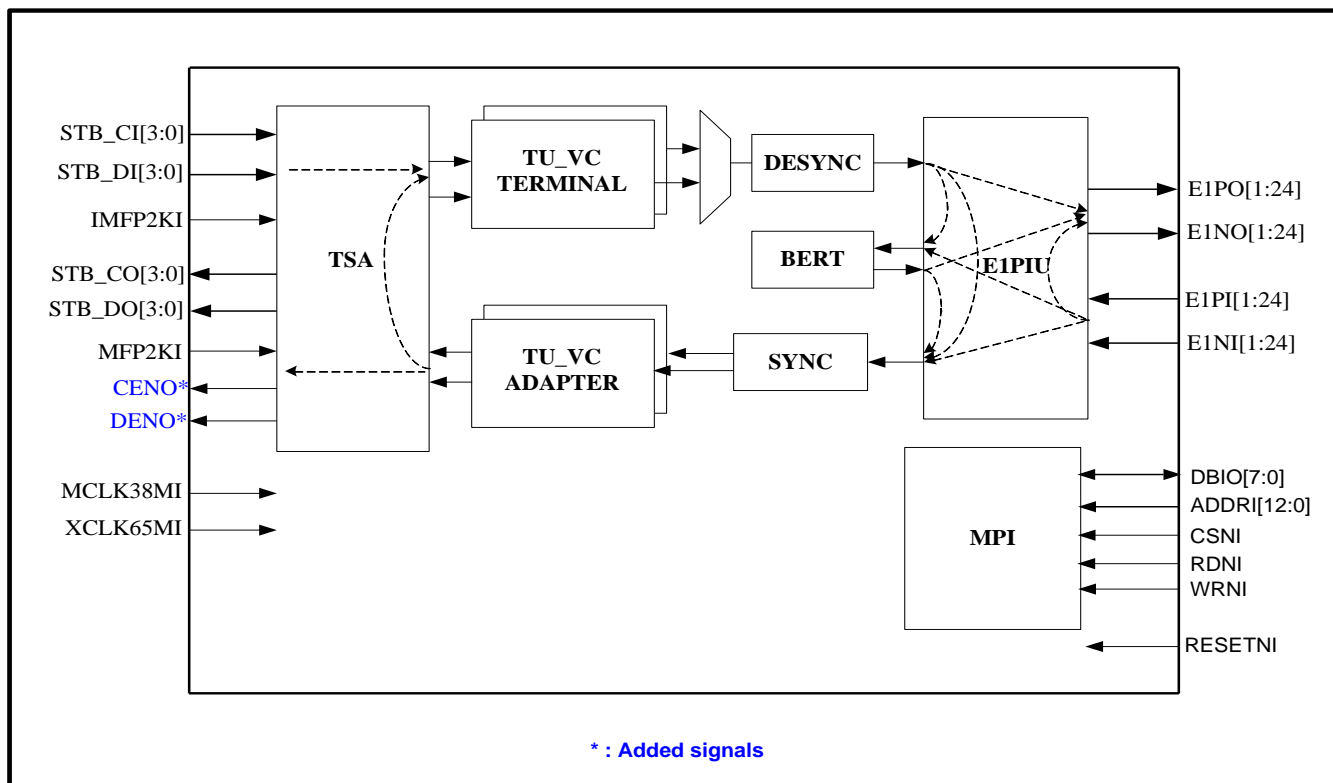 STB_CI[3:0]
STB_DI[3:0]
IMFP2KI
STB_CO[3:0]
STB_DO[3:0]
MFP2KI
CENO*
DENO*
MCLK38MI
XCLK65MI
TSA
TU_VC
TERMINAL
TU_VC
ADAPTER
DESYNC
BERT
SYNC
E1PIU
MPI
E1PO[1:24]
E1NO[1:24]
E1PI[1:24]
E1NI[1:24]
DBIO[7:0]
ADDRI[12:0]
CSNI
RDNI
WRNI
RESETNI
* : Added signals